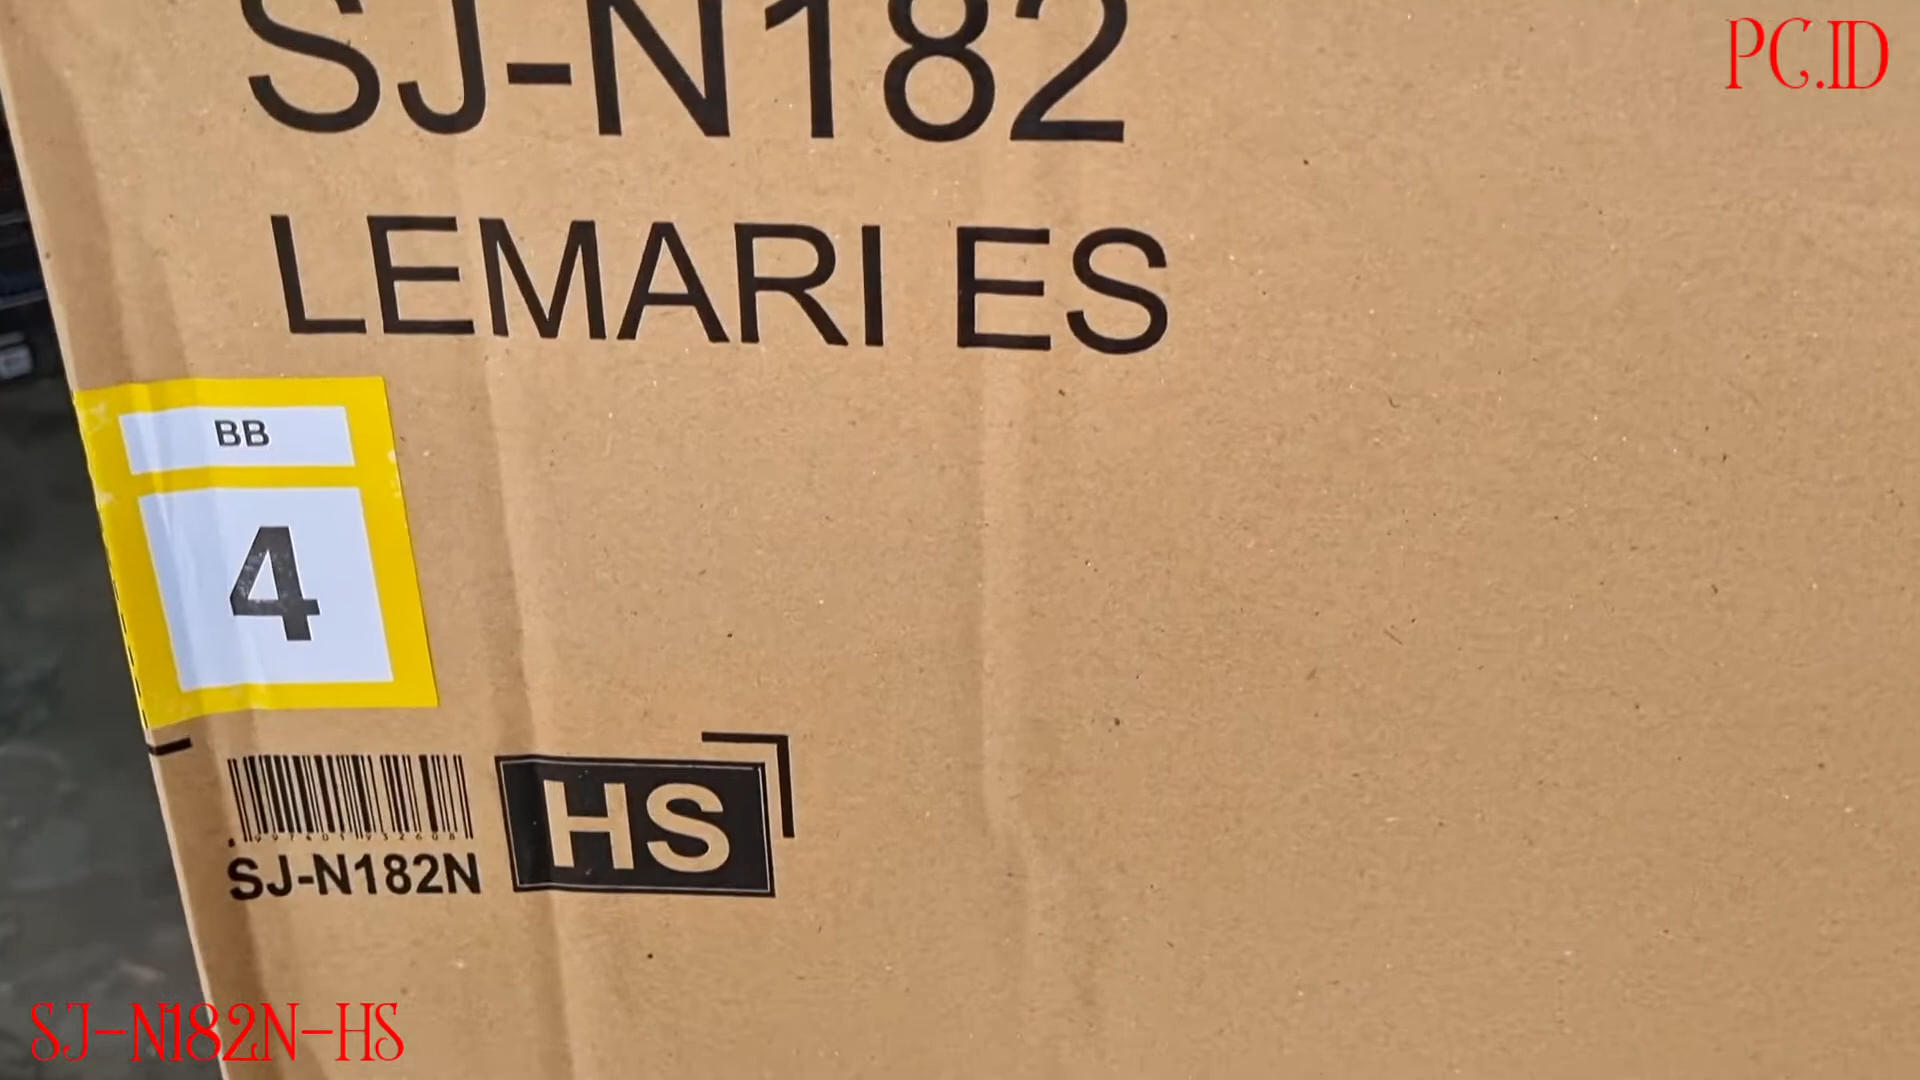 PC.ID
SJ-N182
LEMARI ES
BB
4
HS
SJ-N182N
SJ-N182N-HS